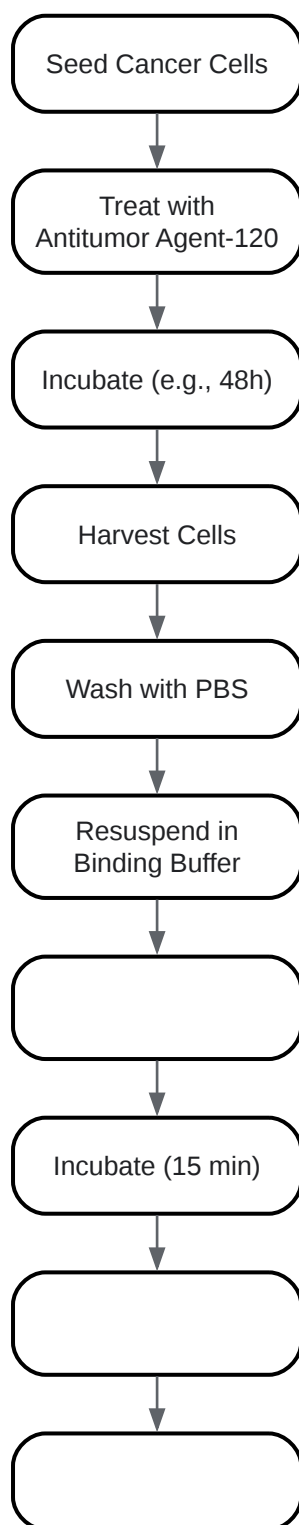 Seed Cancer Cells
Treat with
Antitumor Agent-120
Incubate (e.g., 48h)
Harvest Cells
Wash with PBS
Resuspend in
Binding Buffer
Incubate (15 min)